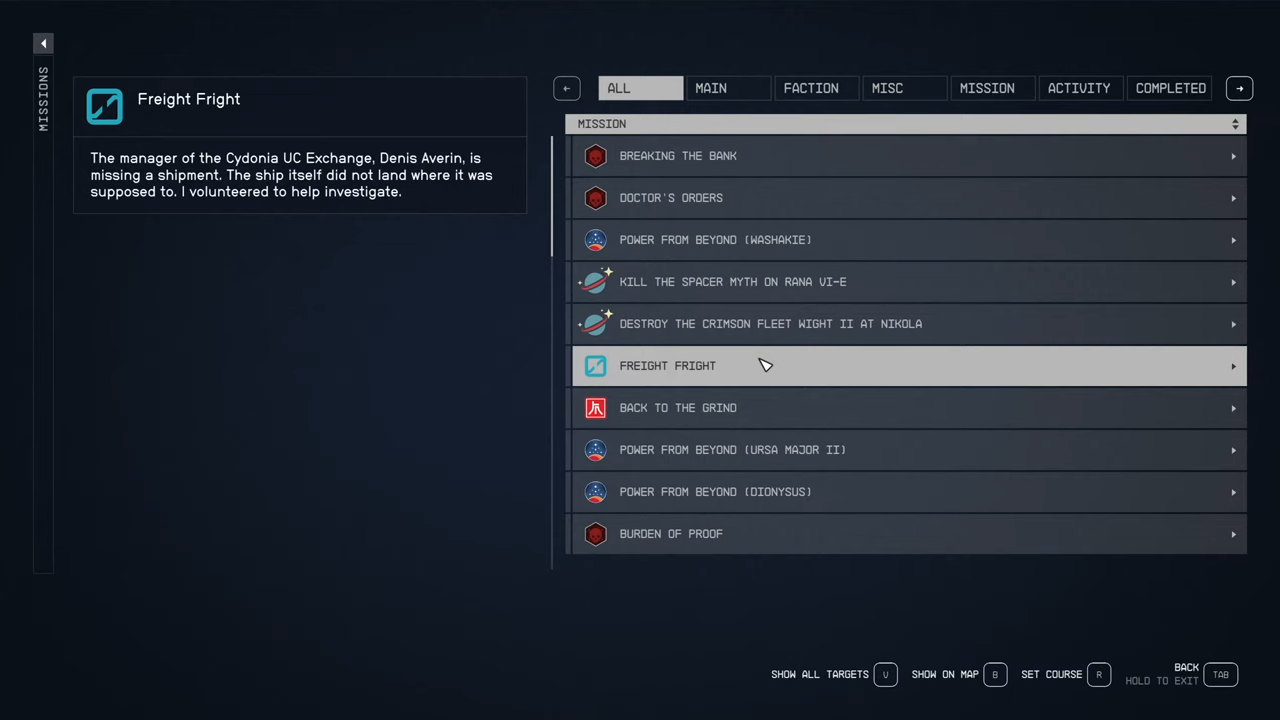 MISSIONS
Freight Fright
The manager of the Cydonia UC Exchange, Denis Averin, is
missing a shipment. The ship itself did not land where it was
supposed to. I volunteered to help investigate.
ALL MAIN FACTION MISC MISSION ACTIVITY COMPLETED
MISSION
BREAKING THE BANK
DOCTOR'S ORDERS
POWER FROM BEYOND (WASHAKIE)
KILL THE SPACER MYTH ON RANA VI-E
DESTROY THE CRIMSON FLEET WIGHT II AT NIKOLA
FREIGHT FRIGHT
BACK TO THE GRIND
POWER FROM BEYOND (URSA MAJOR II)
POWER FROM BEYOND (DIONYSUS)
BURDEN OF PROOF
SHOW ALL TARGETS V SHOW ON MAP B SET COURSE R BACK TAB
HOLD TO EXIT